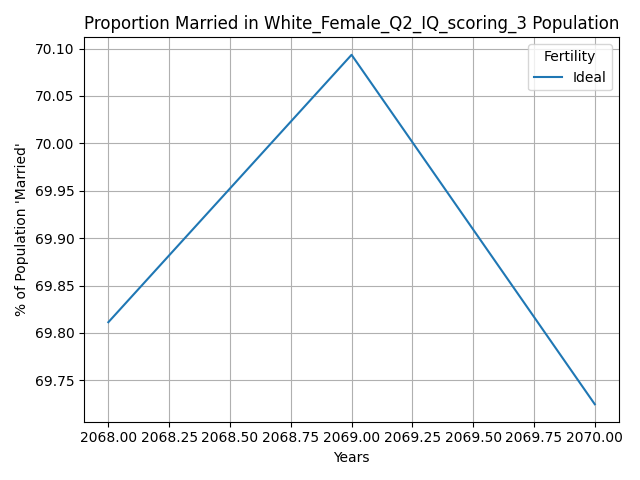 Proportion Married in White_Female_Q2_IQ_scoring_3 Population
Fertility
Ideal
70.10
70.05
70.00
69.95
69.90
69.85
69.80
69.75
% of Population 'Married'
2068.00 2068.25 2068.50 2068.75 2069.00 2069.25 2069.50 2069.75 2070.00
Years